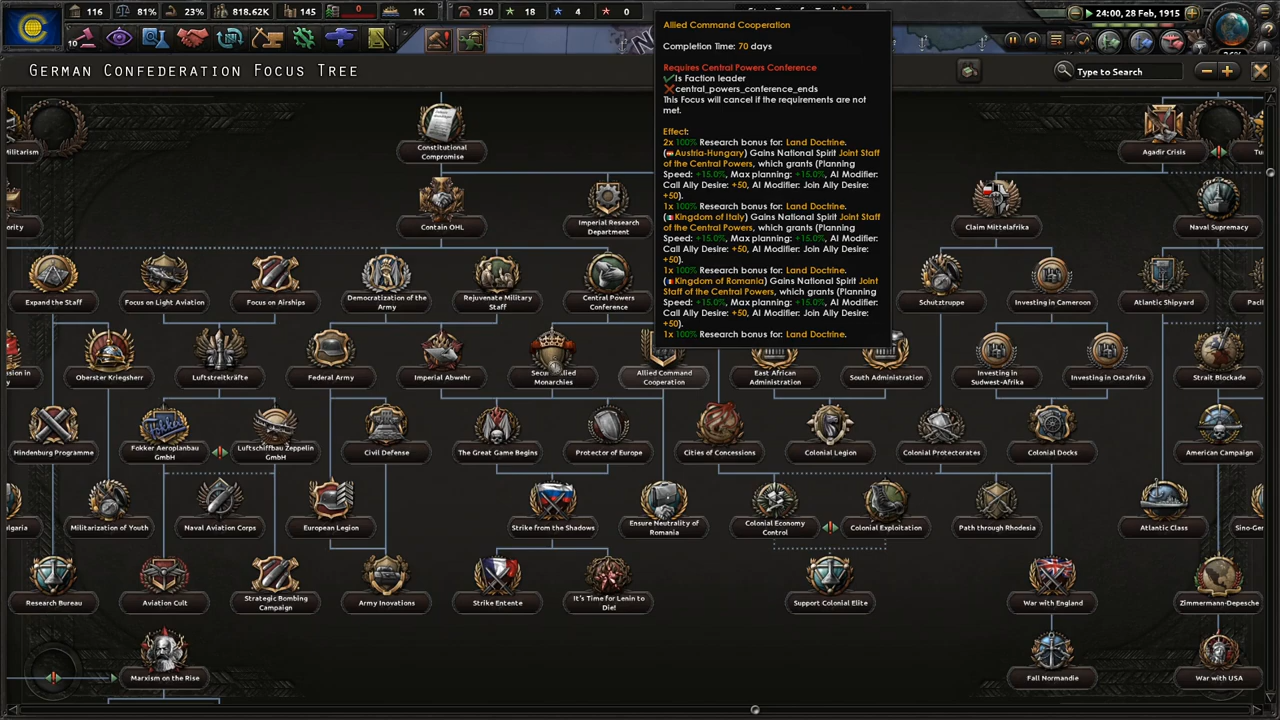 116
81%
23%
818.62K
145
0
1K
150
18
4
0
24:00, 28 Feb, 1915
10
German Confederation Focus Tree
Type to Search
Allied Command Cooperation
Completion Time: 70 days
Requires Central Powers Conference
Is Faction leader
central_powers_conference_ends
This Focus will cancel if the requirements are not
met.
Effect:
2x 100% Research bonus for: Land Doctrine.
(Austria-Hungary) Gains National Spirit Joint Staff
of the Central Powers, which grants (Planning
Speed: +15.0%, Max planning: +15.0%, AI Modifier:
Call Ally Desire: +50, AI Modifier: Join Ally Desire:
+50).
1x 100% Research bonus for: Land Doctrine.
(Kingdom of Italy) Gains National Spirit Joint Staff
of the Central Powers, which grants (Planning
Speed: +15.0%, Max planning: +15.0%, AI Modifier:
Call Ally Desire: +50, AI Modifier: Join Ally Desire:
+50).
1x 100% Research bonus for: Land Doctrine.
(Kingdom of Romania) Gains National Spirit Joint
Staff of the Central Powers, which grants (Planning
Speed: +15.0%, Max planning: +15.0%, AI Modifier:
Call Ally Desire: +50, AI Modifier: Join Ally Desire:
+50).
1x 100% Research bonus for: Land Doctrine.
Militarism
Constitutional
Compromise
Agadir Crisis
Contain OHL
Imperial Research
Department
Claim Mittelafrika
Naval Supremacy
Expand the Staff
Focus on Light Aviation
Focus on Airships
Democratization of the
Army
Rejuvenate Military
Staff
Central Powers
Conference
Schutztruppe
Investing in Cameroon
Atlantic Shipyard
Oberster Kriegsherr
Luftstreitkräfte
Federal Army
Imperial Abwehr
Monarchies
Allied Command
Cooperation
East African
Administration
South Administration
Investing in
Sudwest-Afrika
Investing in Ostafrika
Strait Blockade
Hindenburg Programme
Fokker Aeroplanbau
GmbH
Luftschiffbau Zeppelin
GmbH
Civil Defense
The Great Game Begins
Protector of Europe
Cities of Concessions
Colonial Legion
Colonial Protectorates
Colonial Docks
American Campaign
Militarization of Youth
Naval Aviation Corps
European Legion
Strike from the Shadows
Ensure Neutrality of
Romania
Colonial Economy
Control
Colonial Exploitation
Path through Rhodesia
Atlantic Class
Research Bureau
Aviation Cult
Strategic Bombing
Campaign
Army Inovations
Strike Entente
It's Time for Lenin to
Die!
Support Colonial Elite
War with England
Zimmermann-Depesche
Marxism on the Rise
Fall Normandie
War with USA